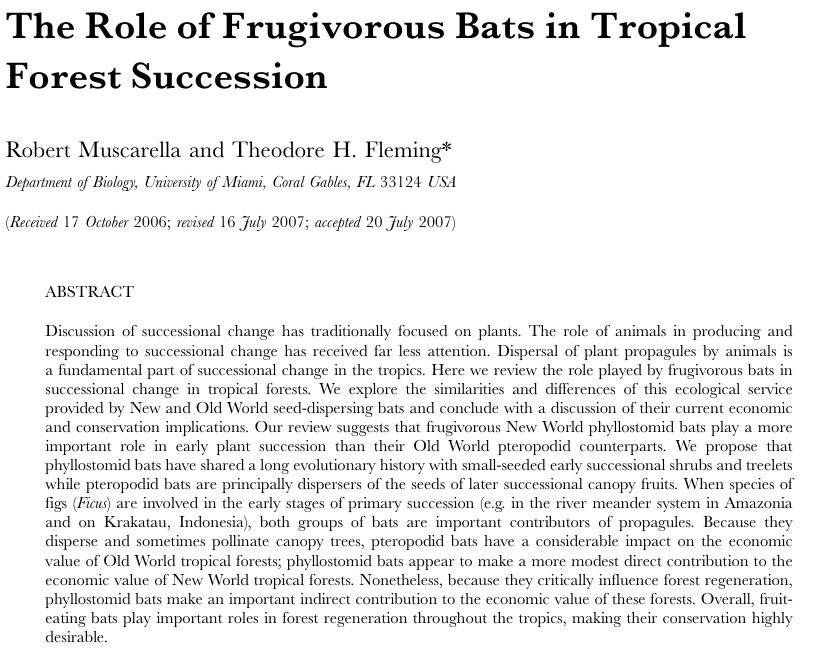 The Role of Frugivorous Bats in Tropical
Forest Succession
Robert Muscarella and Theodore H. Fleming*
Department of Biology, University of Miami, Coral Gables, FL 33124 USA
(Received 17 October 2006; revised 16 July 2007; accepted 20 July 2007)
ABSTRACT
Discussion of successional change has traditionally focused on plants. The role of animals in producing and
responding to successional change has received far less attention. Dispersal of plant propagules by animals is
a fundamental part of successional change in the tropics. Here we review the role played by frugivorous bats in
successional change in tropical forests. We explore the similarities and differences of this ecological service
provided by New and Old World seed-dispersing bats and conclude with a discussion of their current economic
and conservation implications. Our review suggests that frugivorous New World phyllostomid bats play a more
important role in early plant succession than their Old World pteropodid counterparts. We propose that
phyllostomid bats have shared a long evolutionary history with small-seeded early successional shrubs and treelets
while pteropodid bats are principally dispersers of the seeds of later successional canopy fruits. When species of
figs (Ficus) are involved in the early stages of primary succession (e.g. in the river meander system in Amazonia
and on Krakatau, Indonesia), both groups of bats are important contributors of propagules. Because they
disperse and sometimes pollinate canopy trees, pteropodid bats have a considerable impact on the economic
value of Old World tropical forests; phyllostomid bats appear to make a more modest direct contribution to the
economic value of New World tropical forests. Nonetheless, because they critically influence forest regeneration,
phyllostomid bats make an important indirect contribution to the economic value of these forests. Overall, fruit-
eating bats play important roles in forest regeneration throughout the tropics, making their conservation highly
desirable.